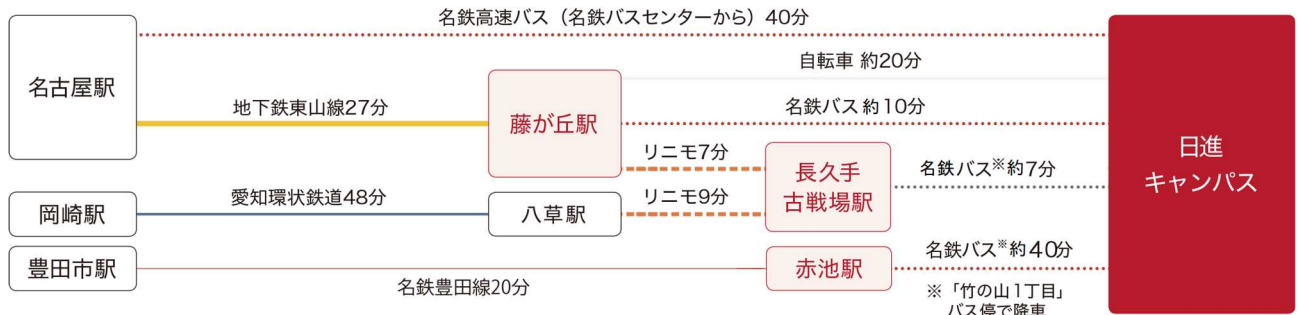 名鉄高速バス（名鉄バスセンターから）40分
名古屋駅
自転車 約20分
地下鉄東山線27分
藤が丘駅
名鉄バス 約10分
日進
キャンパス
リニモ7分
長久手
古戦場駅
名鉄バス※約7分
岡崎駅
愛知環状鉄道48分
八草駅
リニモ9分
豊田市駅
名鉄豊田線20分
赤池駅
名鉄バス※約40分
※「竹の山1丁目」
バス停で降車